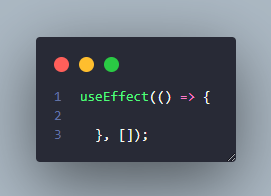 1 useEffect(() => {
2
3   }, []);